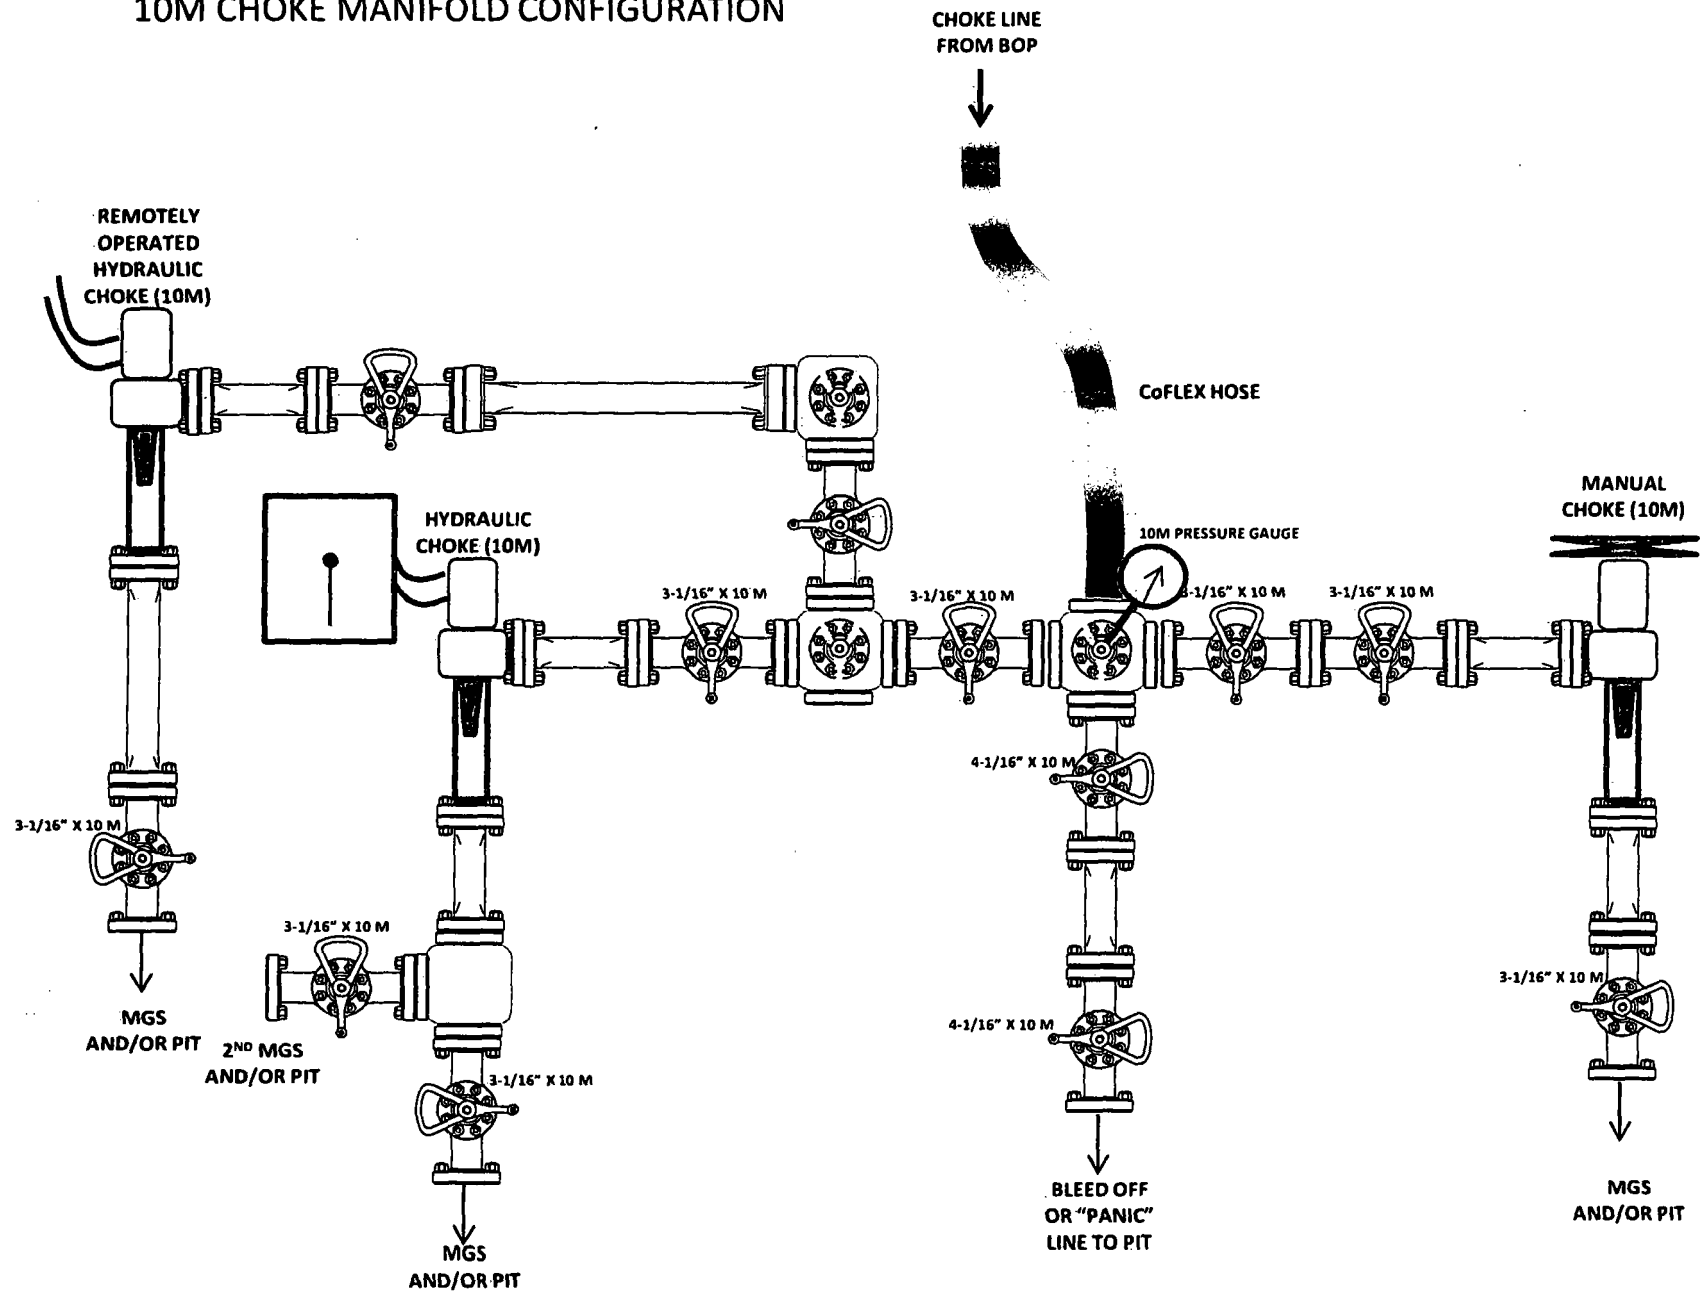 10M CHOKE MANIFOLD CONFIGURATION
CHOKE LINE
FROM BOP
REMOTELY
OPERATED
HYDRAULIC
CHOKE (10M)
CoFLEX HOSE
MANUAL
CHOKE (10M)
HYDRAULIC
CHOKE (10M)
10M PRESSURE GAUGE
3-1/16" X 10 M
3-1/16" X 10 M
3-1/16" X 10 M
3-1/16" X 10 M
4-1/16" X 10 M
3-1/16" X 10 M
3-1/16" X 10 M
3-1/16" X 10 M
4-1/16" X 10 M
MGS
AND/OR PIT
2ND MGS
AND/OR PIT
3-1/16" X 10 M
BLEED OFF
OR "PANIC"
LINE TO PIT
MGS
AND/OR PIT
MGS
AND/OR PIT